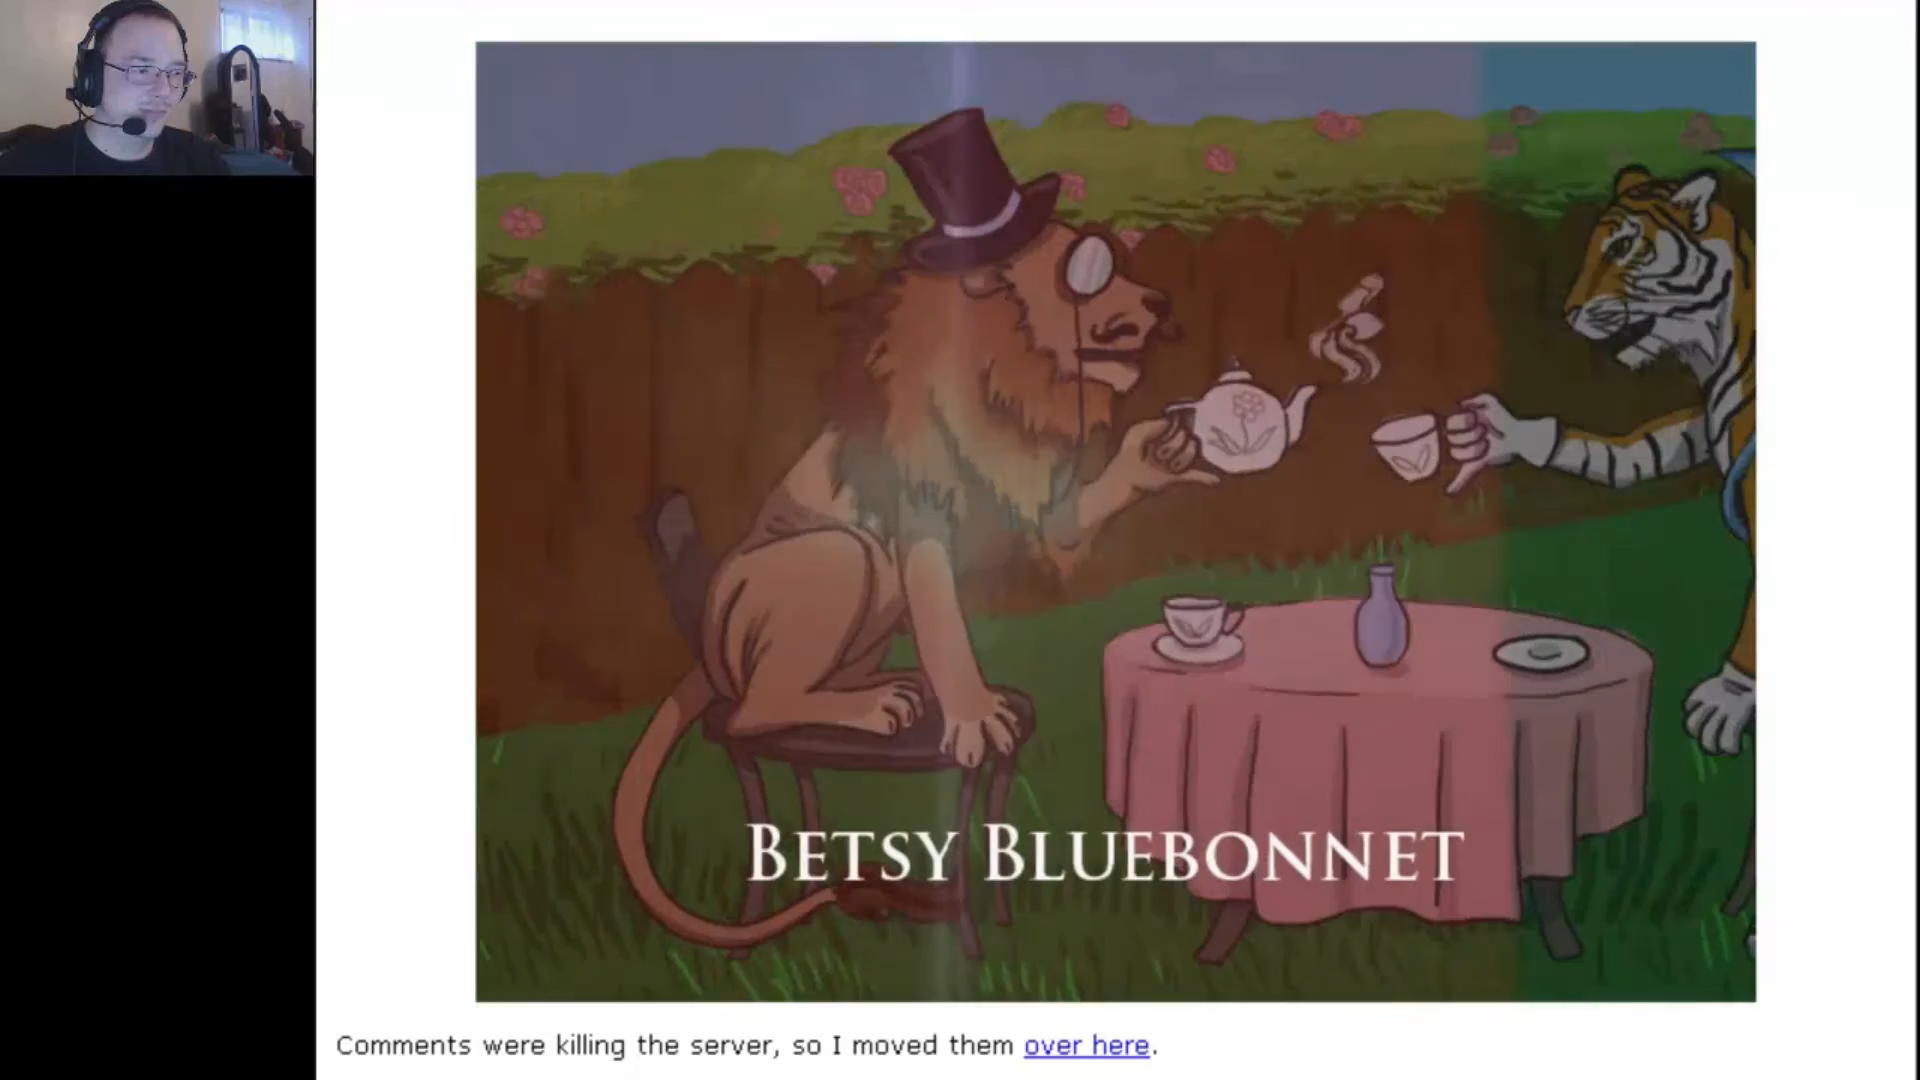 BETSY BLUEBONNET
Comments were killing the server, so I moved them over here.